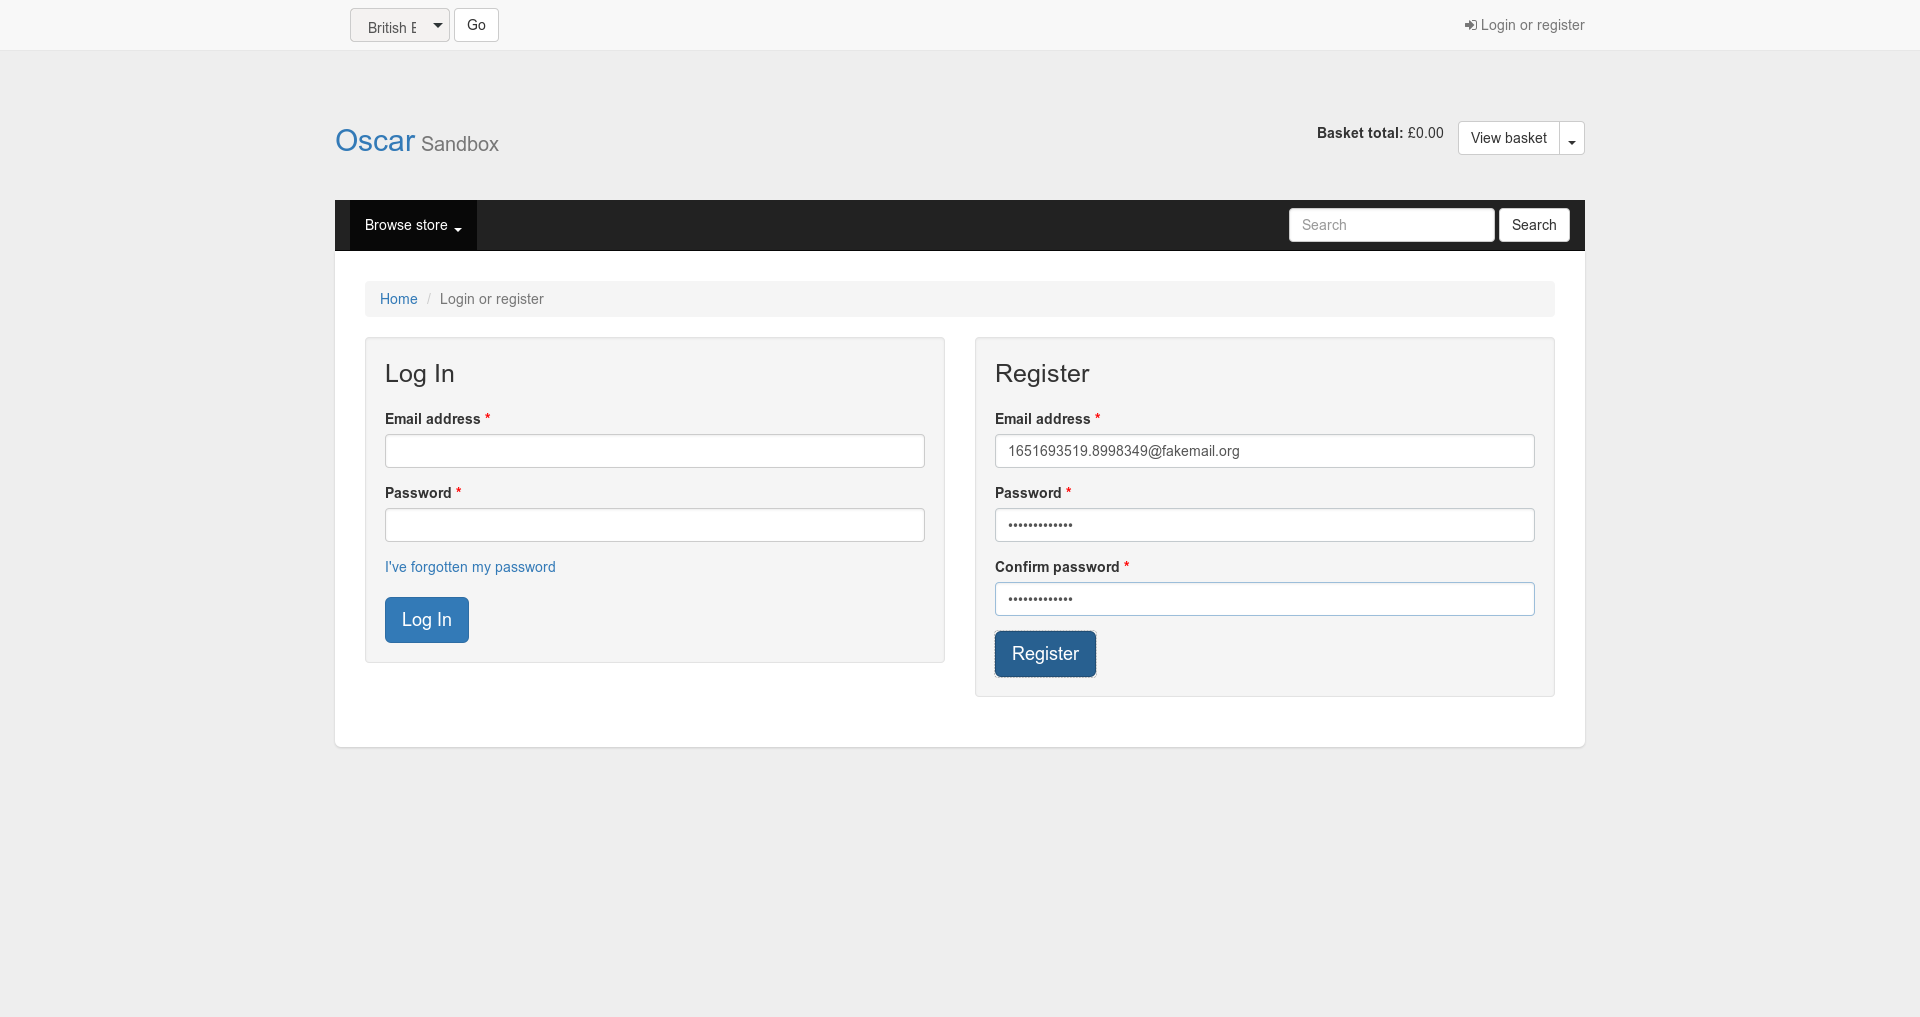 British E
Go
Login or register
Oscar Sandbox
Basket total: £0.00
View basket
Browse store
Search
Search
Home / Login or register
Log In
Email address *
Password *
I've forgotten my password
Log In
Register
Email address *
1651693519.8998349@fakemail.org
Password *
•••••••••••••
Confirm password *
•••••••••••••
Register